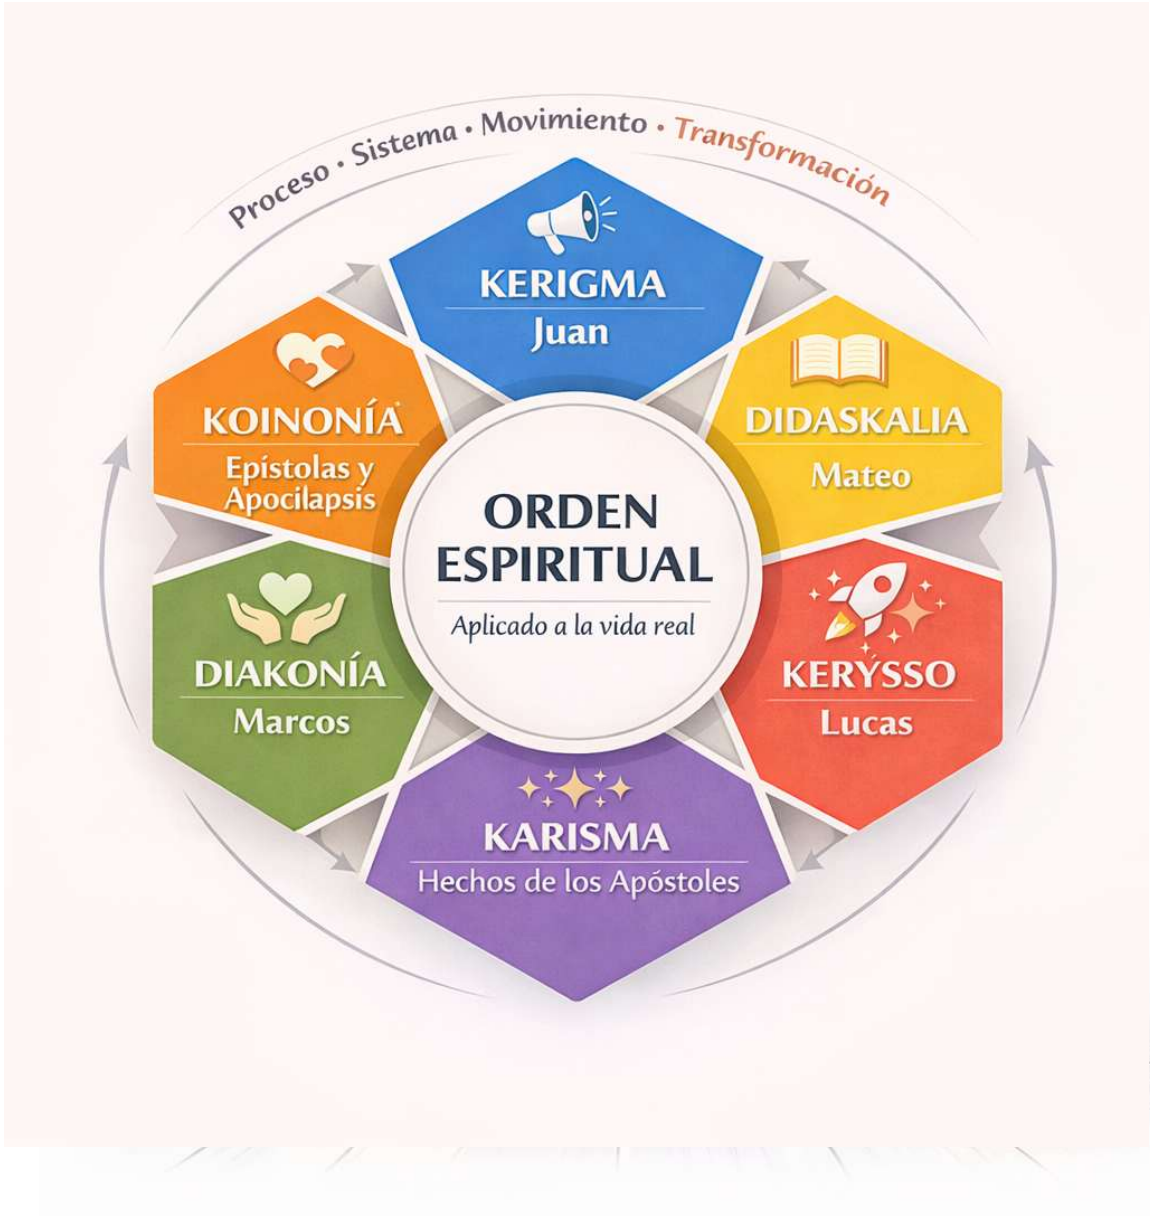 Proceso · Sistema · Movimiento · Transformación
KERIGMA
Juan
DIDASKALIA
Mateo
KERÝSSO
Lucas
KARISMA
Hechos de los Apóstoles
DIAKONÍA
Marcos
KOINONÍA
Epístolas y
Apocilapsis
ORDEN
ESPIRITUAL
Aplicado a la vida real